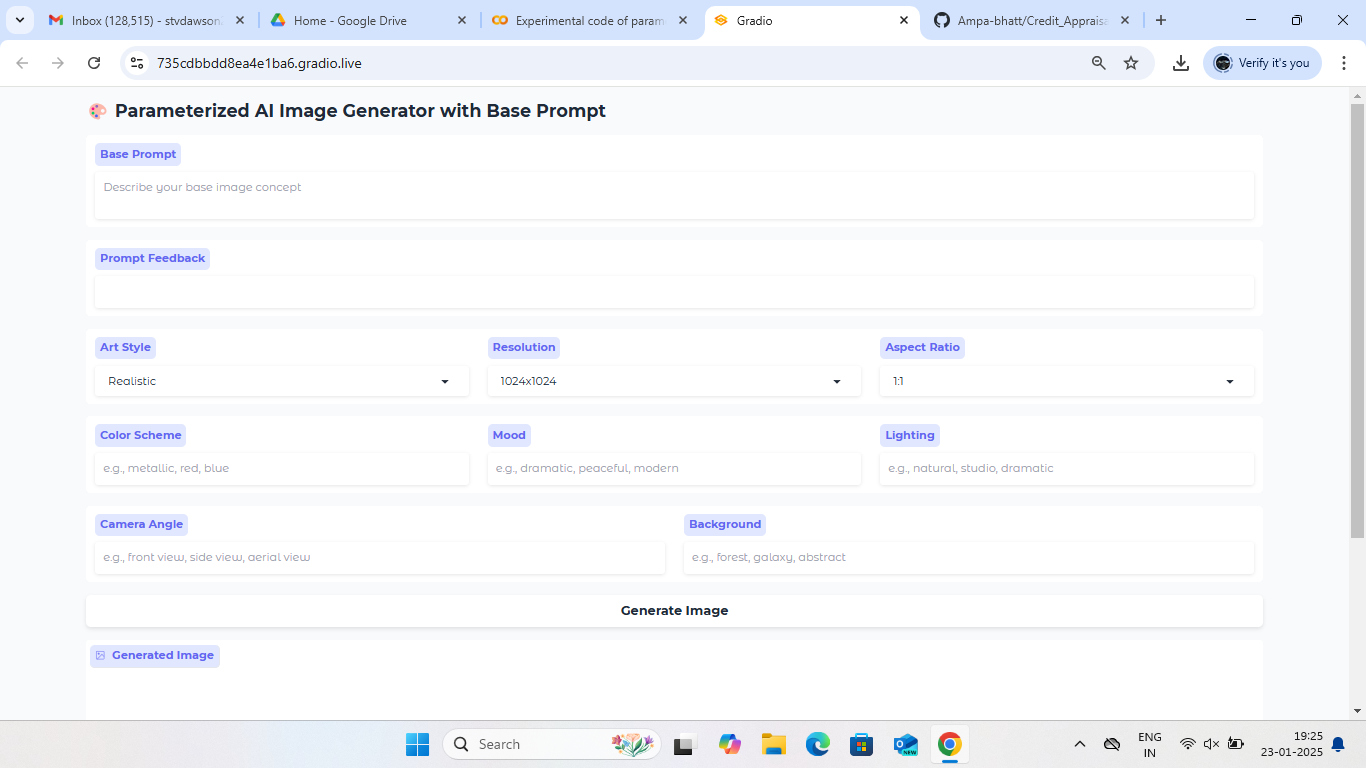 Inbox (128,515) - stvdawson
Home - Google Drive
Experimental code of param
Gradio
Ampa-bhatt/Credit_Appraisa
735cdbbdd8ea4e1ba6.gradio.live
Verify it's you
Parameterized AI Image Generator with Base Prompt
Base Prompt
Describe your base image concept
Prompt Feedback
Art Style Resolution Aspect Ratio
Realistic 1024x1024 1:1
Color Scheme Mood Lighting
e.g., metallic, red, blue e.g., dramatic, peaceful, modern e.g., natural, studio, dramatic
Camera Angle Background
e.g., front view, side view, aerial view e.g., forest, galaxy, abstract
Generate Image
Generated Image
Search
NEW
ENG
IN
19:25
23-01-2025